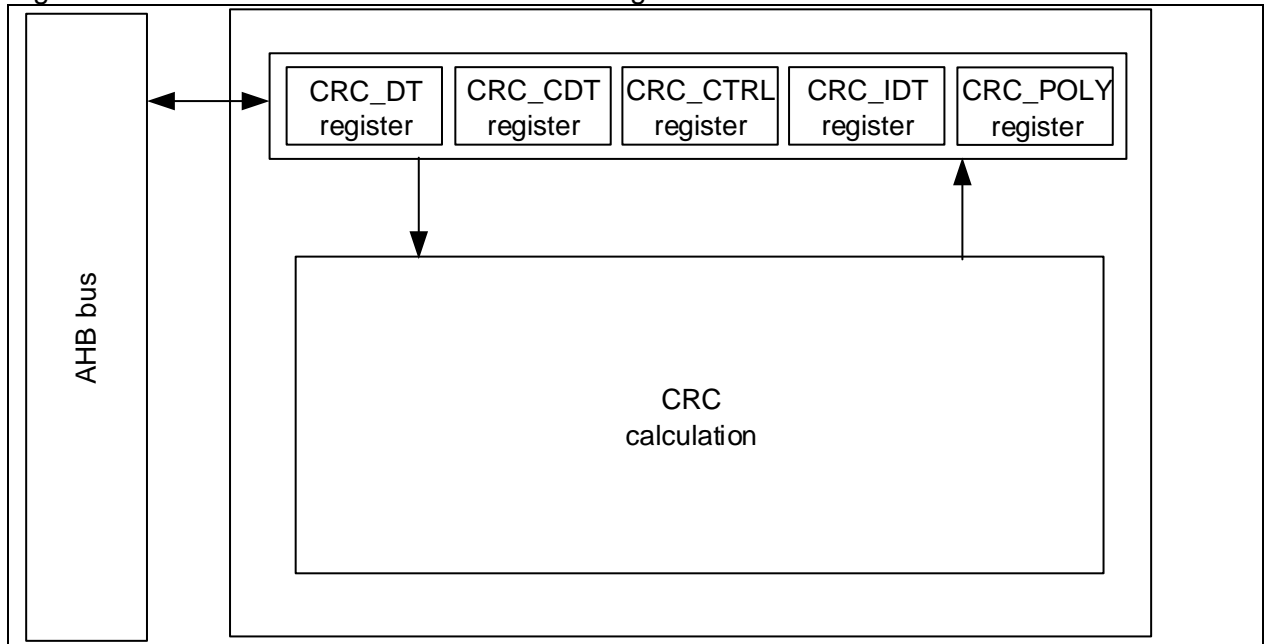 AHB bus
CRC_DT
register
CRC_CDT
register
CRC_CTRL
register
CRC_IDT
register
CRC_POLY
register
CRC
calculation